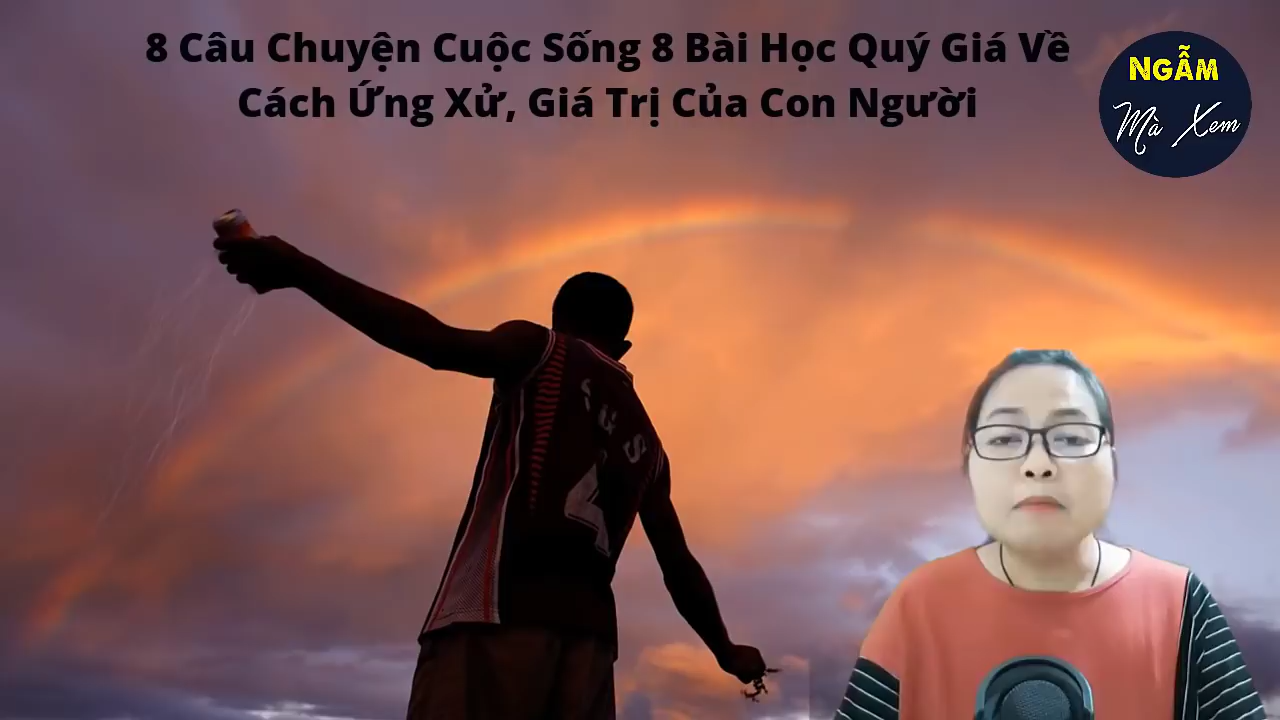 8 Câu Chuyện Cuộc Sống 8 Bài Học Quý Giá Về
Cách Ứng Xử, Giá Trị Của Con Người
NGẪM
Mà Xem